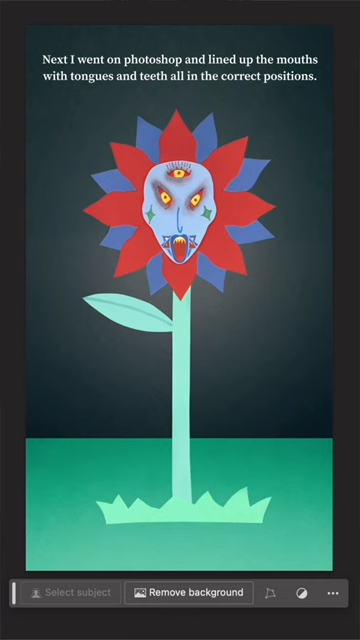 Next I went on photoshop and lined up the mouths
with tongues and teeth all in the correct positions.
Select subject
Remove background